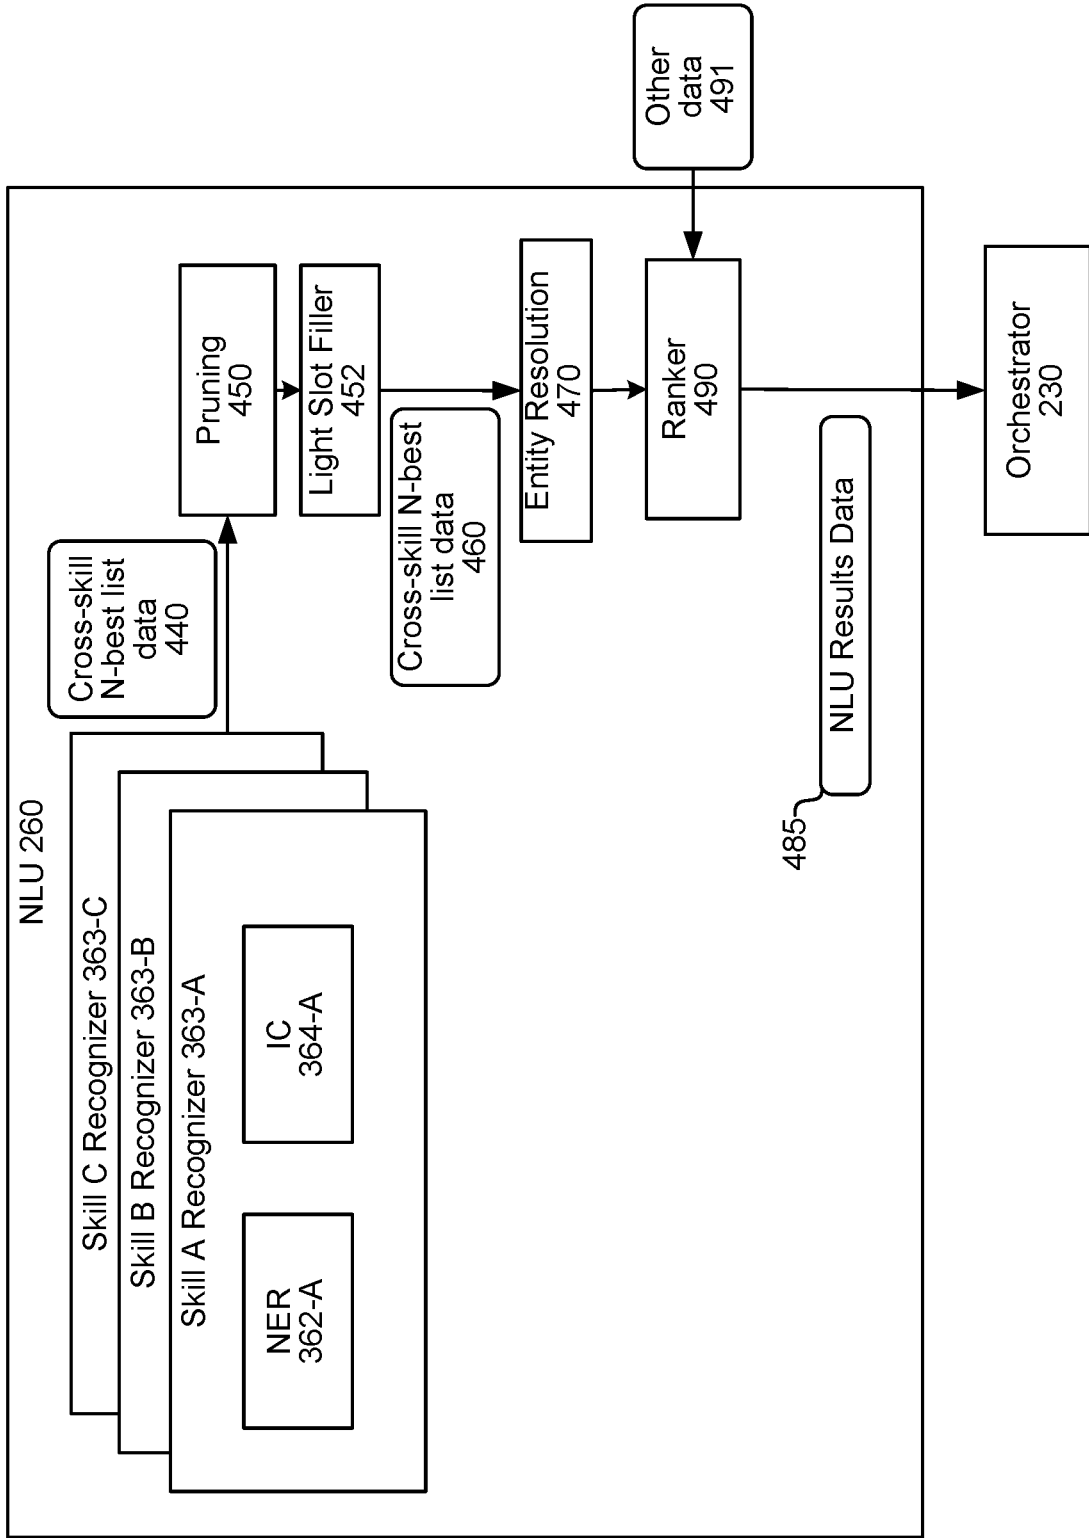 NLU 260
Skill C Recognizer 363-C
Skill B Recognizer 363-B
Skill A Recognizer 363-A
NER
362-A
IC
364-A
Cross-skill
N-best list
data
440
Pruning
450
Light Slot Filler
452
Cross-skill N-best
list data
460
Entity Resolution
470
Other
data
491
Ranker
490
485
NLU Results Data
Orchestrator
230